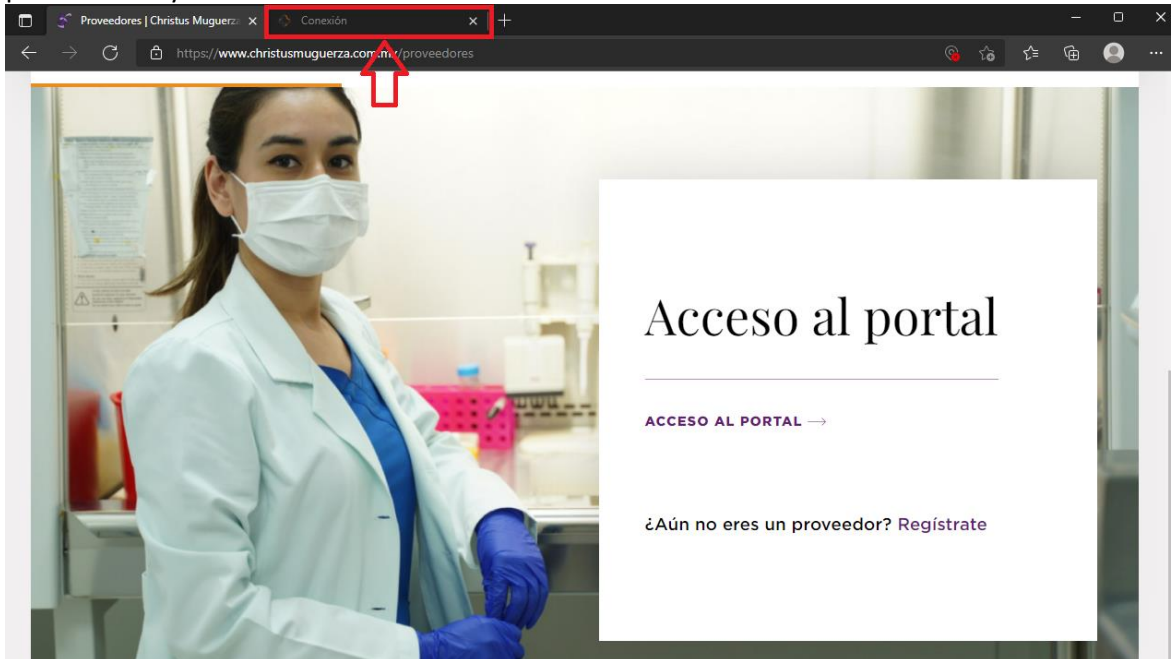 Proveedores | Christus Muguerza
Conexión
https://www.christusmuguerza.com.mx/proveedores
Acceso al portal
ACCESO AL PORTAL →
¿Aún no eres un proveedor? Regístrate